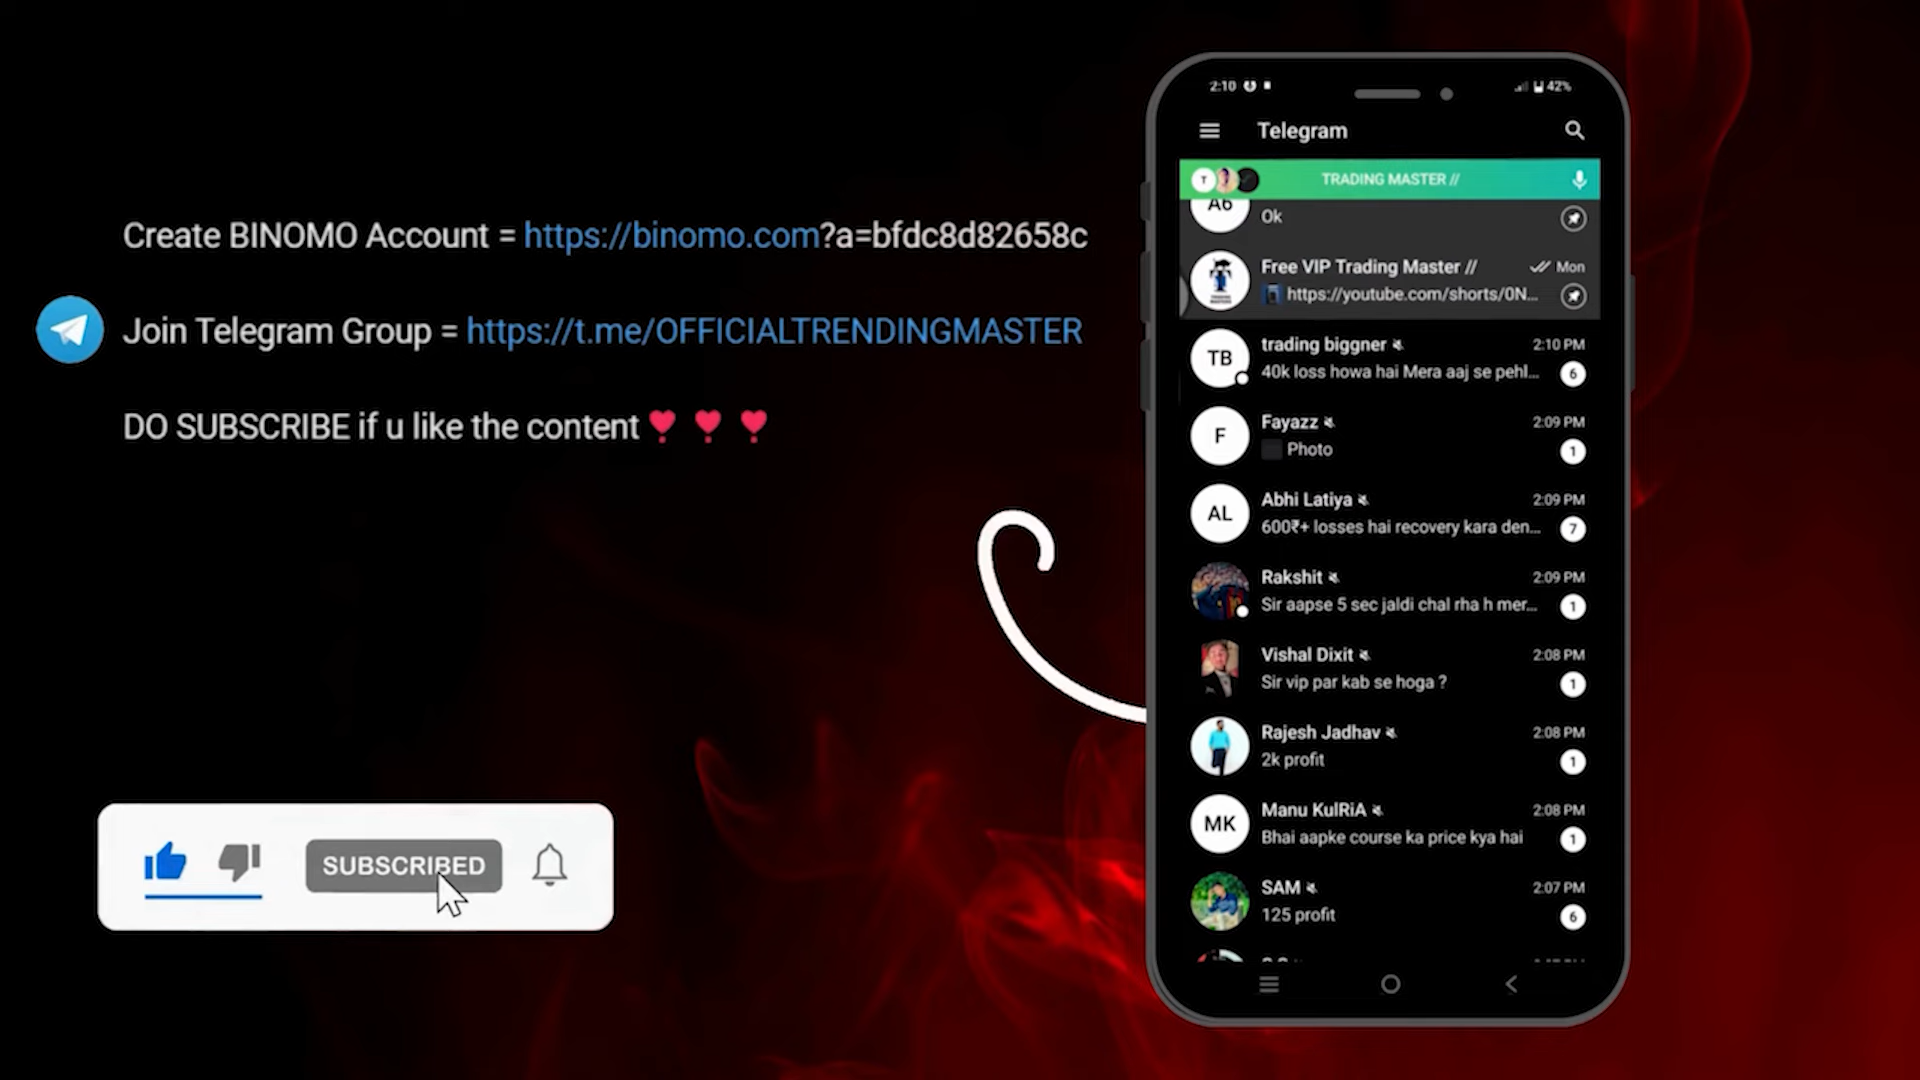 Create BINOMO Account = https://binomo.com?a=bfdc8d82658c
Join Telegram Group = https://t.me/OFFICIALTRENDINGMASTER
DO SUBSCRIBE if u like the content
SUBSCRIBED
2:10
42%
Telegram
T
TRADING MASTER //
A6
Ok
Free VIP Trading Master //
Mon
https://youtube.com/shorts/0N...
TB
trading biggner
2:10 PM
40k loss howa hai Mera aaj se pehl...
6
F
Fayazz
2:09 PM
Photo
1
AL
Abhi Latiya
2:09 PM
600₹+ losses hai recovery kara den...
7
Rakshit
2:09 PM
Sir aapse 5 sec jaldi chal rha h mer...
1
Vishal Dixit
2:08 PM
Sir vip par kab se hoga ?
1
Rajesh Jadhav
2:08 PM
2k profit
1
MK
Manu KulRiA
2:08 PM
Bhai aapke course ka price kya hai
1
SAM
2:07 PM
125 profit
6